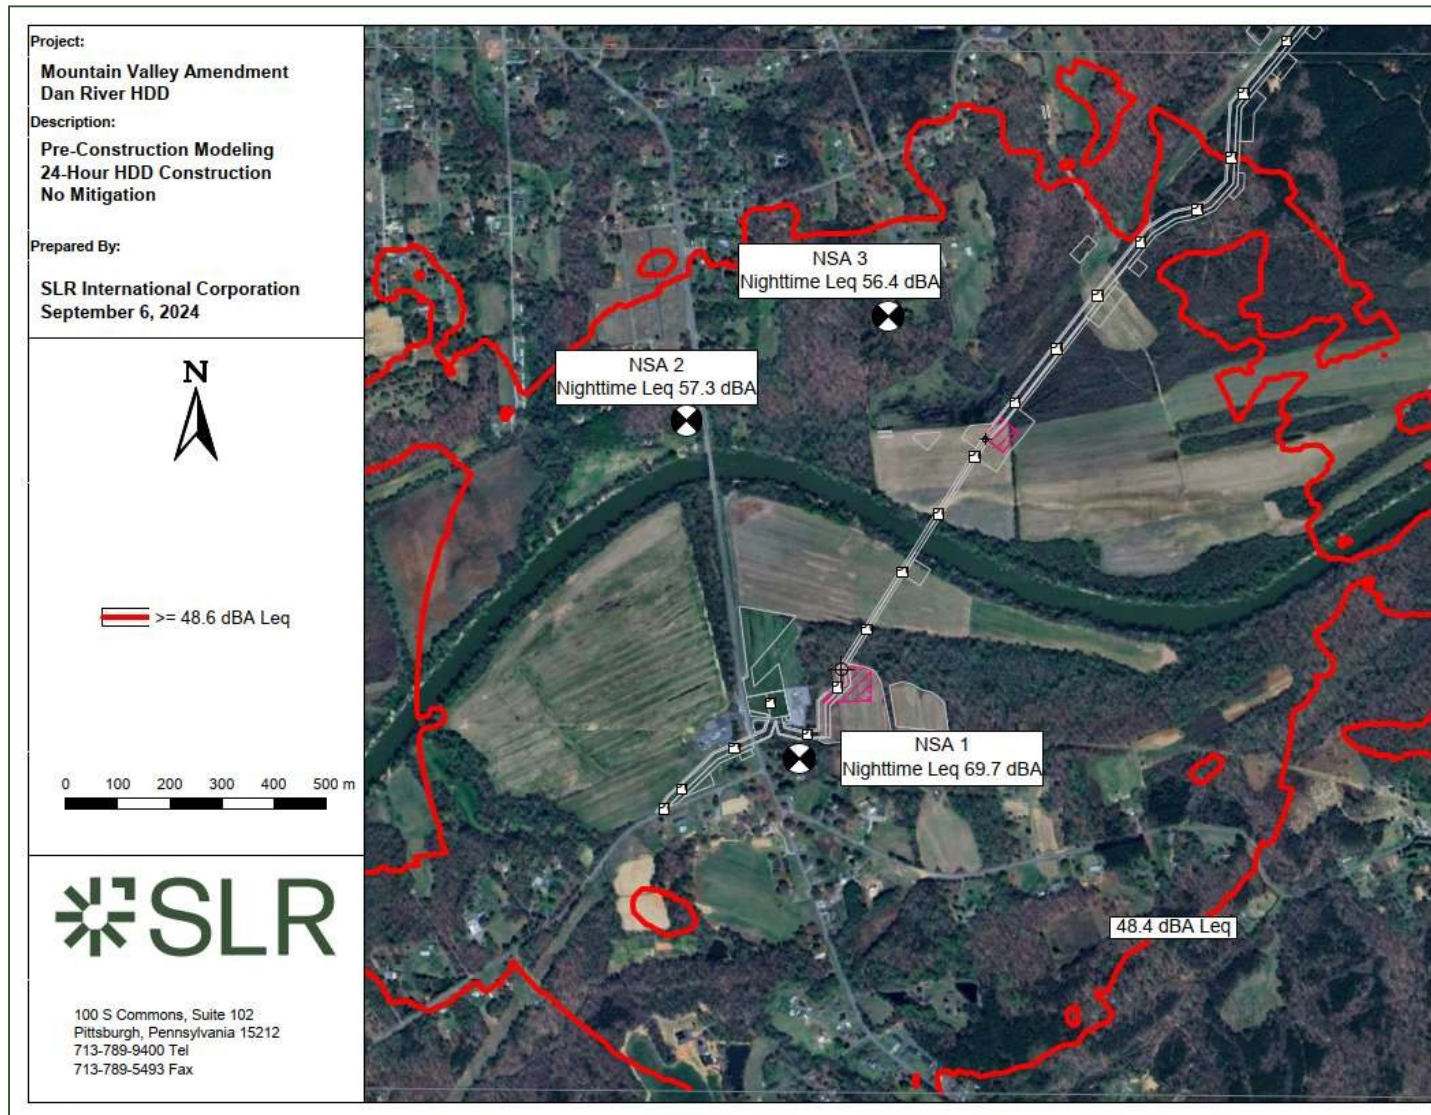 Project:
Mountain Valley Amendment
Dan River HDD
Description:
Pre-Construction Modeling
24-Hour HDD Construction
No Mitigation
Prepared By:
SLR International Corporation
September 6, 2024
N
>= 48.6 dBA Leq
0 100 200 300 400 500 m
SLR
100 S Commons, Suite 102
Pittsburgh, Pennsylvania 15212
713-789-9400 Tel
713-789-5493 Fax
NSA 3
Nighttime Leq 56.4 dBA
NSA 2
Nighttime Leq 57.3 dBA
NSA 1
Nighttime Leq 69.7 dBA
48.4 dBA Leq